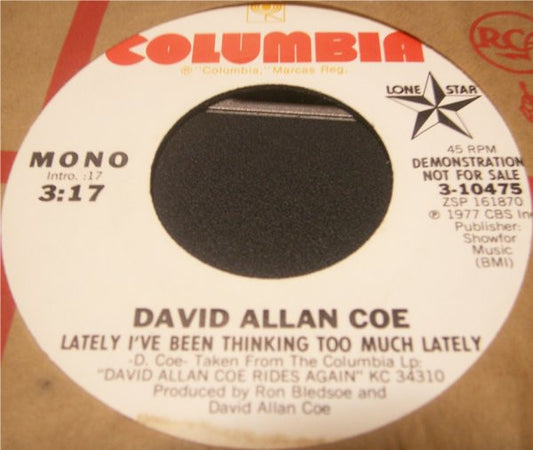 COLUMBIA
℗ "Columbia," Marcas Reg.
RCA
LONE STAR
MONO
Intro. :17
3:17
45 RPM
DEMONSTRATION
NOT FOR SALE
3-10475
ZSP 161870
℗ 1977 CBS Inc
Publisher:
Showfor
Music
(BMI)
DAVID ALLAN COE
LATELY I'VE BEEN THINKING TOO MUCH LATELY
-D. Coe- Taken From The Columbia Lp:
"DAVID ALLAN COE RIDES AGAIN" KC 34310
Produced by Ron Bledsoe and
David Allan Coe